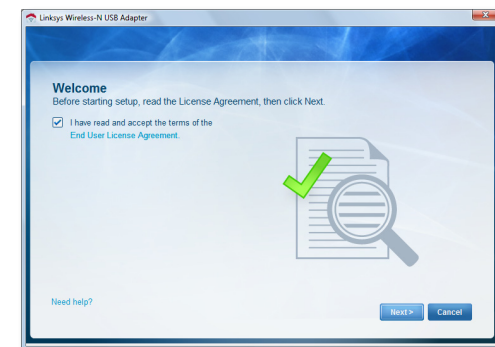 Linksys Wireless-N USB Adapter
Welcome
Before starting setup, read the License Agreement, then click Next.
I have read and accept the terms of the
End User License Agreement.
Need help?
Next >
Cancel